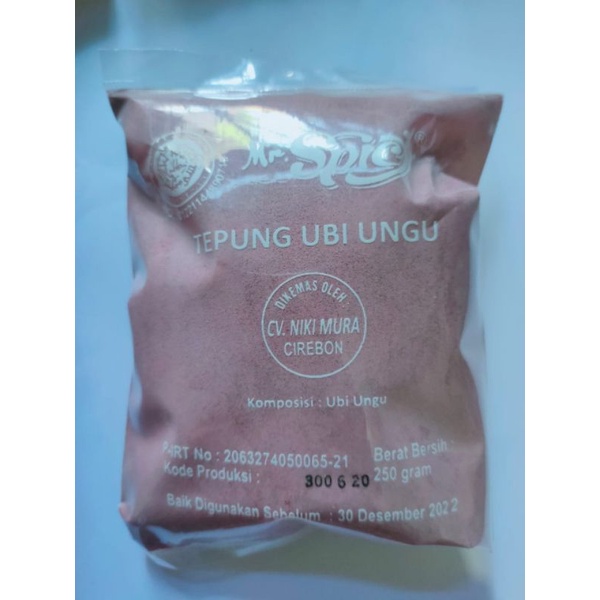 Mr. Spice®
TEPUNG UBI UNGU
DIKEMAS OLEH :
CV. NIKI MURA
CIREBON
Komposisi : Ubi Ungu
P-IRT No : 2063274050065-21
Berat Bersih :
Kode Produksi :
300 6 20
250 gram
Baik Digunakan Sebelum : 30 Desember 2022